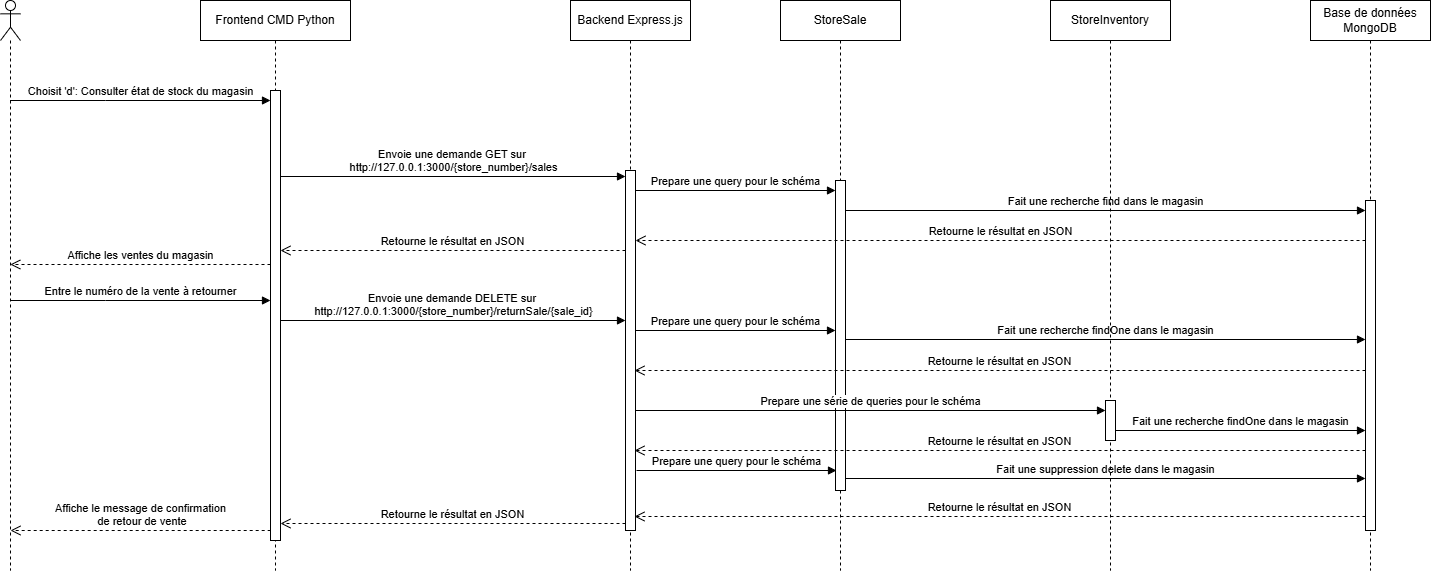 Frontend CMD Python
Backend Express.js
StoreSale
StoreInventory
Base de données
MongoDB
Choisit 'd': Consulter état de stock du magasin
Envoie une demande GET sur
http://127.0.0.1:3000/{store_number}/sales
Prepare une query pour le schéma
Fait une recherche find dans le magasin
Retourne le résultat en JSON
Retourne le résultat en JSON
Affiche les ventes du magasin
Entre le numéro de la vente à retourner
Envoie une demande DELETE sur
http://127.0.0.1:3000/{store_number}/returnSale/{sale_id}
Prepare une query pour le schéma
Fait une recherche findOne dans le magasin
Retourne le résultat en JSON
Prepare une série de queries pour le schéma
Fait une recherche findOne dans le magasin
Retourne le résultat en JSON
Prepare une query pour le schéma
Fait une suppression delete dans le magasin
Retourne le résultat en JSON
Retourne le résultat en JSON
Affiche le message de confirmation
de retour de vente